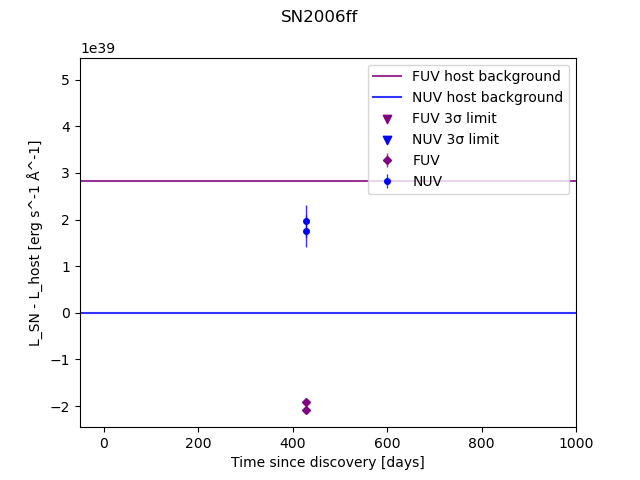 SN2006ff
1e39
L_SN - L_host [erg s^-1 Å^-1]
5
4
3
2
1
0
−1
−2
FUV host background
NUV host background
FUV 3σ limit
NUV 3σ limit
FUV
NUV
0 200 400 600 800 1000
Time since discovery [days]